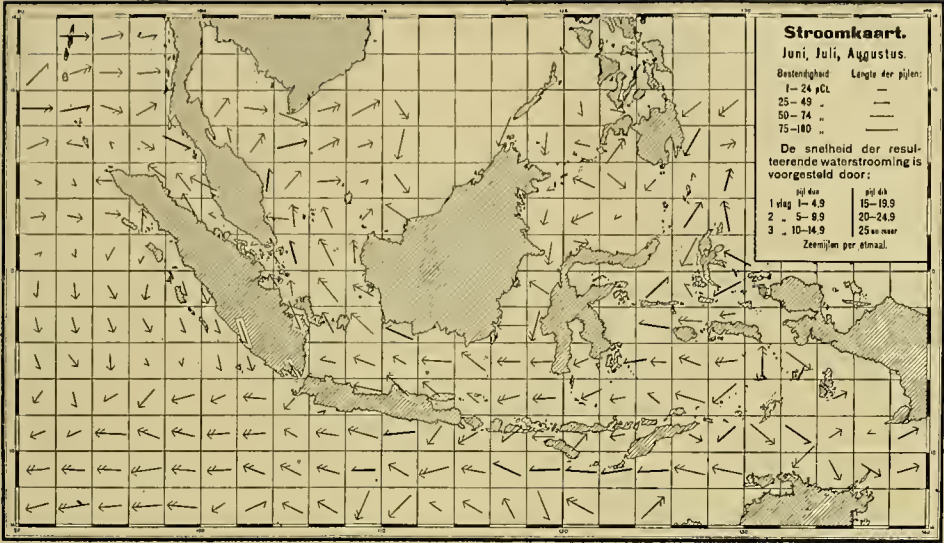 Stroomkaart.
Juni, Juli, Augustus.
Bestendigheid Lengte der pijlen:
1–24 pCt.
25–49 „
50–74 „
75–100 „
De snelheid der resul-
teerende waterstrooming is
voorgesteld door:
pijl dun pijl dik
1 vlag 1–4.9 15–19.9
2 „ 5–9.9 20–24.9
3 „ 10–14.9 25 en meer
Zeemijlen per etmaal.